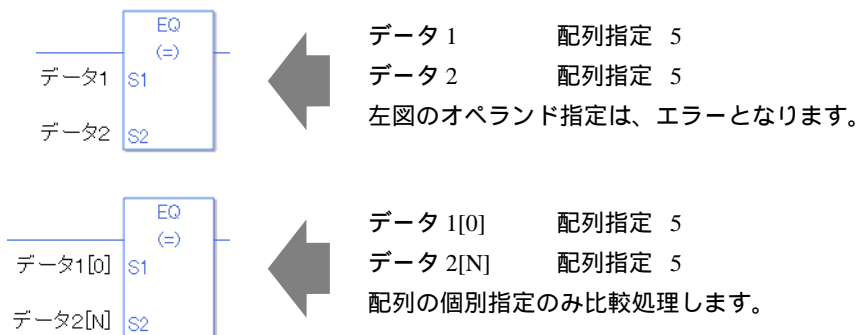 EQ
(=)
データ1 S1
データ2 S2
データ 1 配列指定 5
データ 2 配列指定 5
左図のオペランド指定は、エラーとなります。
EQ
(=)
データ1[0] S1
データ2[N] S2
データ 1[0] 配列指定 5
データ 2[N] 配列指定 5
配列の個別指定のみ比較処理します。